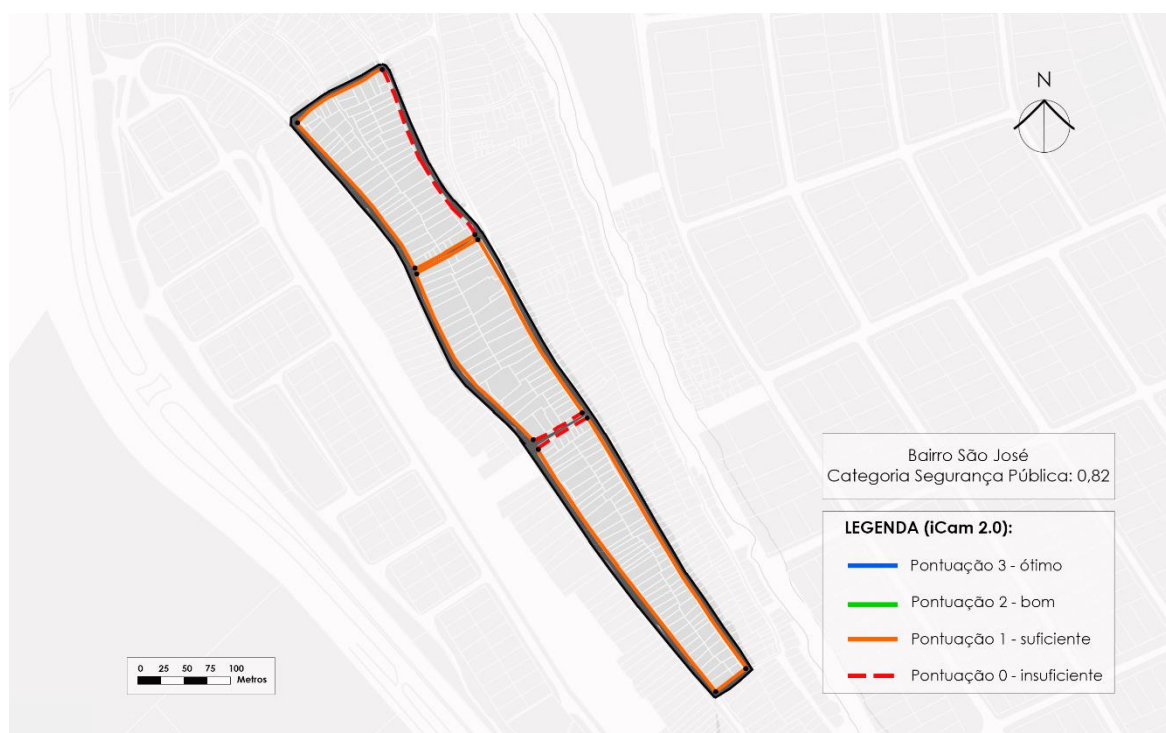 N
Bairro São José
Categoria Segurança Pública: 0,82
LEGENDA (iCam 2.0):
Pontuação 3 - ótimo
Pontuação 2 - bom
Pontuação 1 - suficiente
Pontuação 0 - insuficiente
0 25 50 75 100
Metros